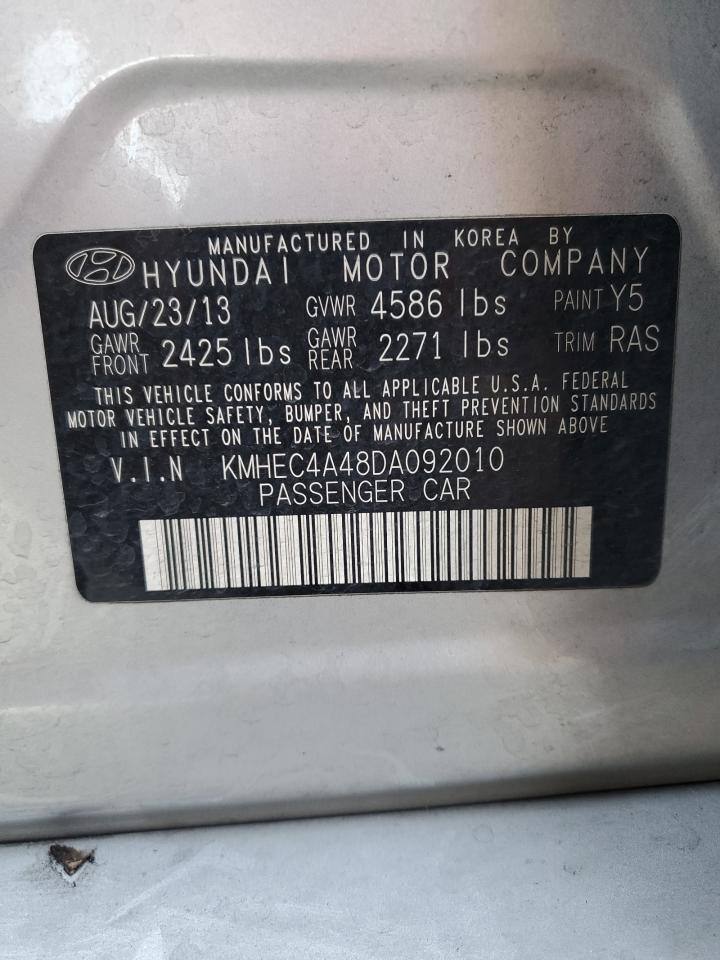 MANUFACTURED IN KOREA BY
HYUNDAI MOTOR COMPANY
AUG/23/13 GVWR 4586 lbs PAINT Y5
GAWR FRONT 2425 lbs GAWR REAR 2271 lbs TRIM RAS
THIS VEHICLE CONFORMS TO ALL APPLICABLE U.S.A. FEDERAL
MOTOR VEHICLE SAFETY, BUMPER, AND THEFT PREVENTION STANDARDS
IN EFFECT ON THE DATE OF MANUFACTURE SHOWN ABOVE
V.I.N KMHEC4A48DA092010
PASSENGER CAR